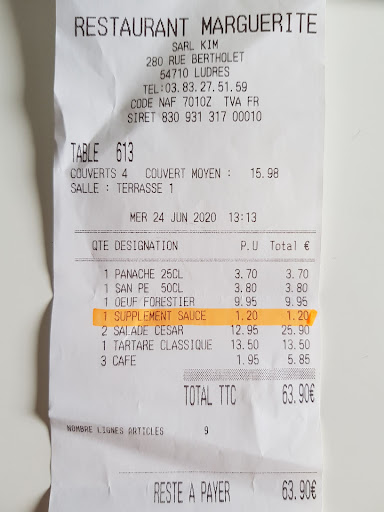 RESTAURANT MARGUERITE
SARL KIM
280 RUE BERTHOLET
54710 LUDRES
TEL:03.83.27.51.59
CODE NAF 7010Z TVA FR
SIRET 830 931 317 00010
TABLE 613
COUVERTS 4 COUVERT MOYEN : 15.98
SALLE : TERRASSE 1
MER 24 JUN 2020 13:13
QTE DESIGNATION P.U Total €
1 PANACHE 25CL 3.70 3.70
1 SAN PE 50CL 3.80 3.80
1 OEUF FORESTIER 9.95 9.95
1 SUPPLEMENT SAUCE 1.20 1.20
2 SALADE CESAR 12.95 25.90
1 TARTARE CLASSIQUE 13.50 13.50
3 CAFE 1.95 5.85
TOTAL TTC 63.90€
NOMBRE LIGNES ARTICLES 9
RESTE A PAYER 63.90€